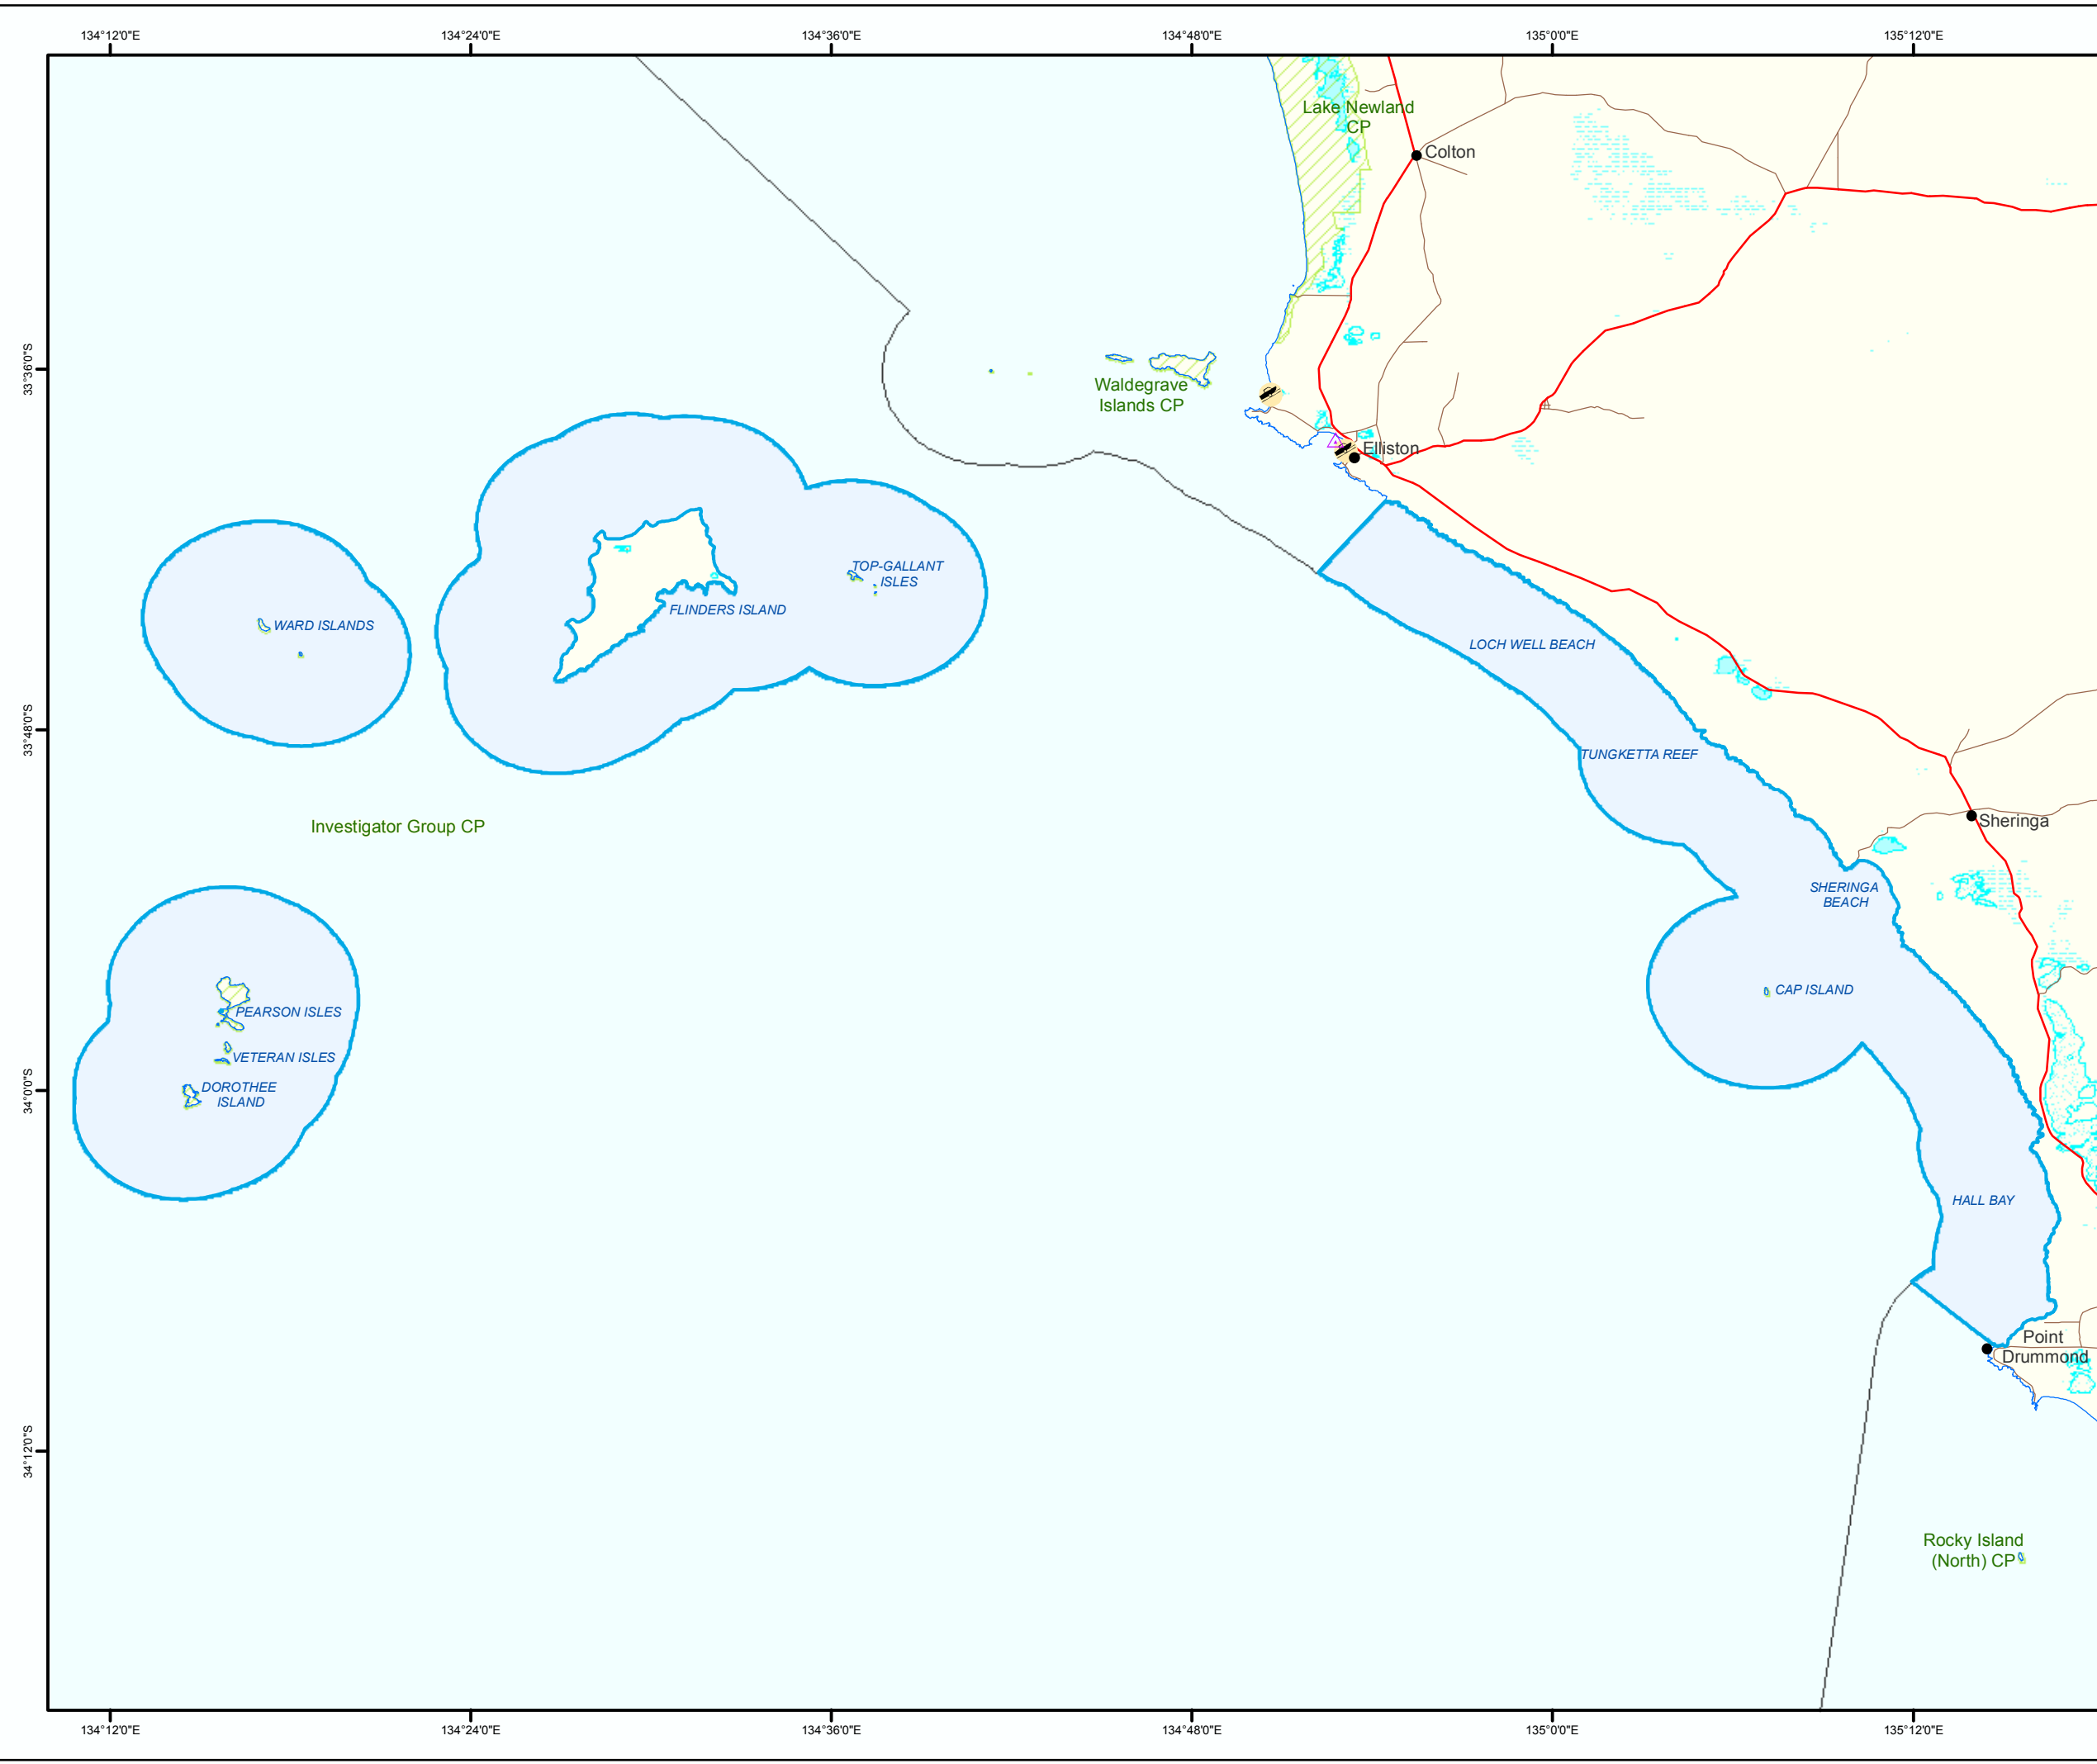 134°12'0"E
134°24'0"E
134°36'0"E
134°48'0"E
135°0'0"E
135°12'0"E
Lake Newland
CP
Colton
33°36'0"S
Waldegrave
Islands CP
Elliston
TOP-GALLANT
ISLES
FLINDERS ISLAND
WARD ISLANDS
LOCH WELL BEACH
33°48'0"S
TUNGKETTA REEF
Investigator Group CP
Sheringa
SHERINGA
BEACH
CAP ISLAND
PEARSON ISLES
VETERAN ISLES
34°0'0"S
DOROTHEE
ISLAND
HALL BAY
Point
Drummond
34°12'0"S
Rocky Island
(North) CP
134°12'0"E
134°24'0"E
134°36'0"E
134°48'0"E
135°0'0"E
135°12'0"E